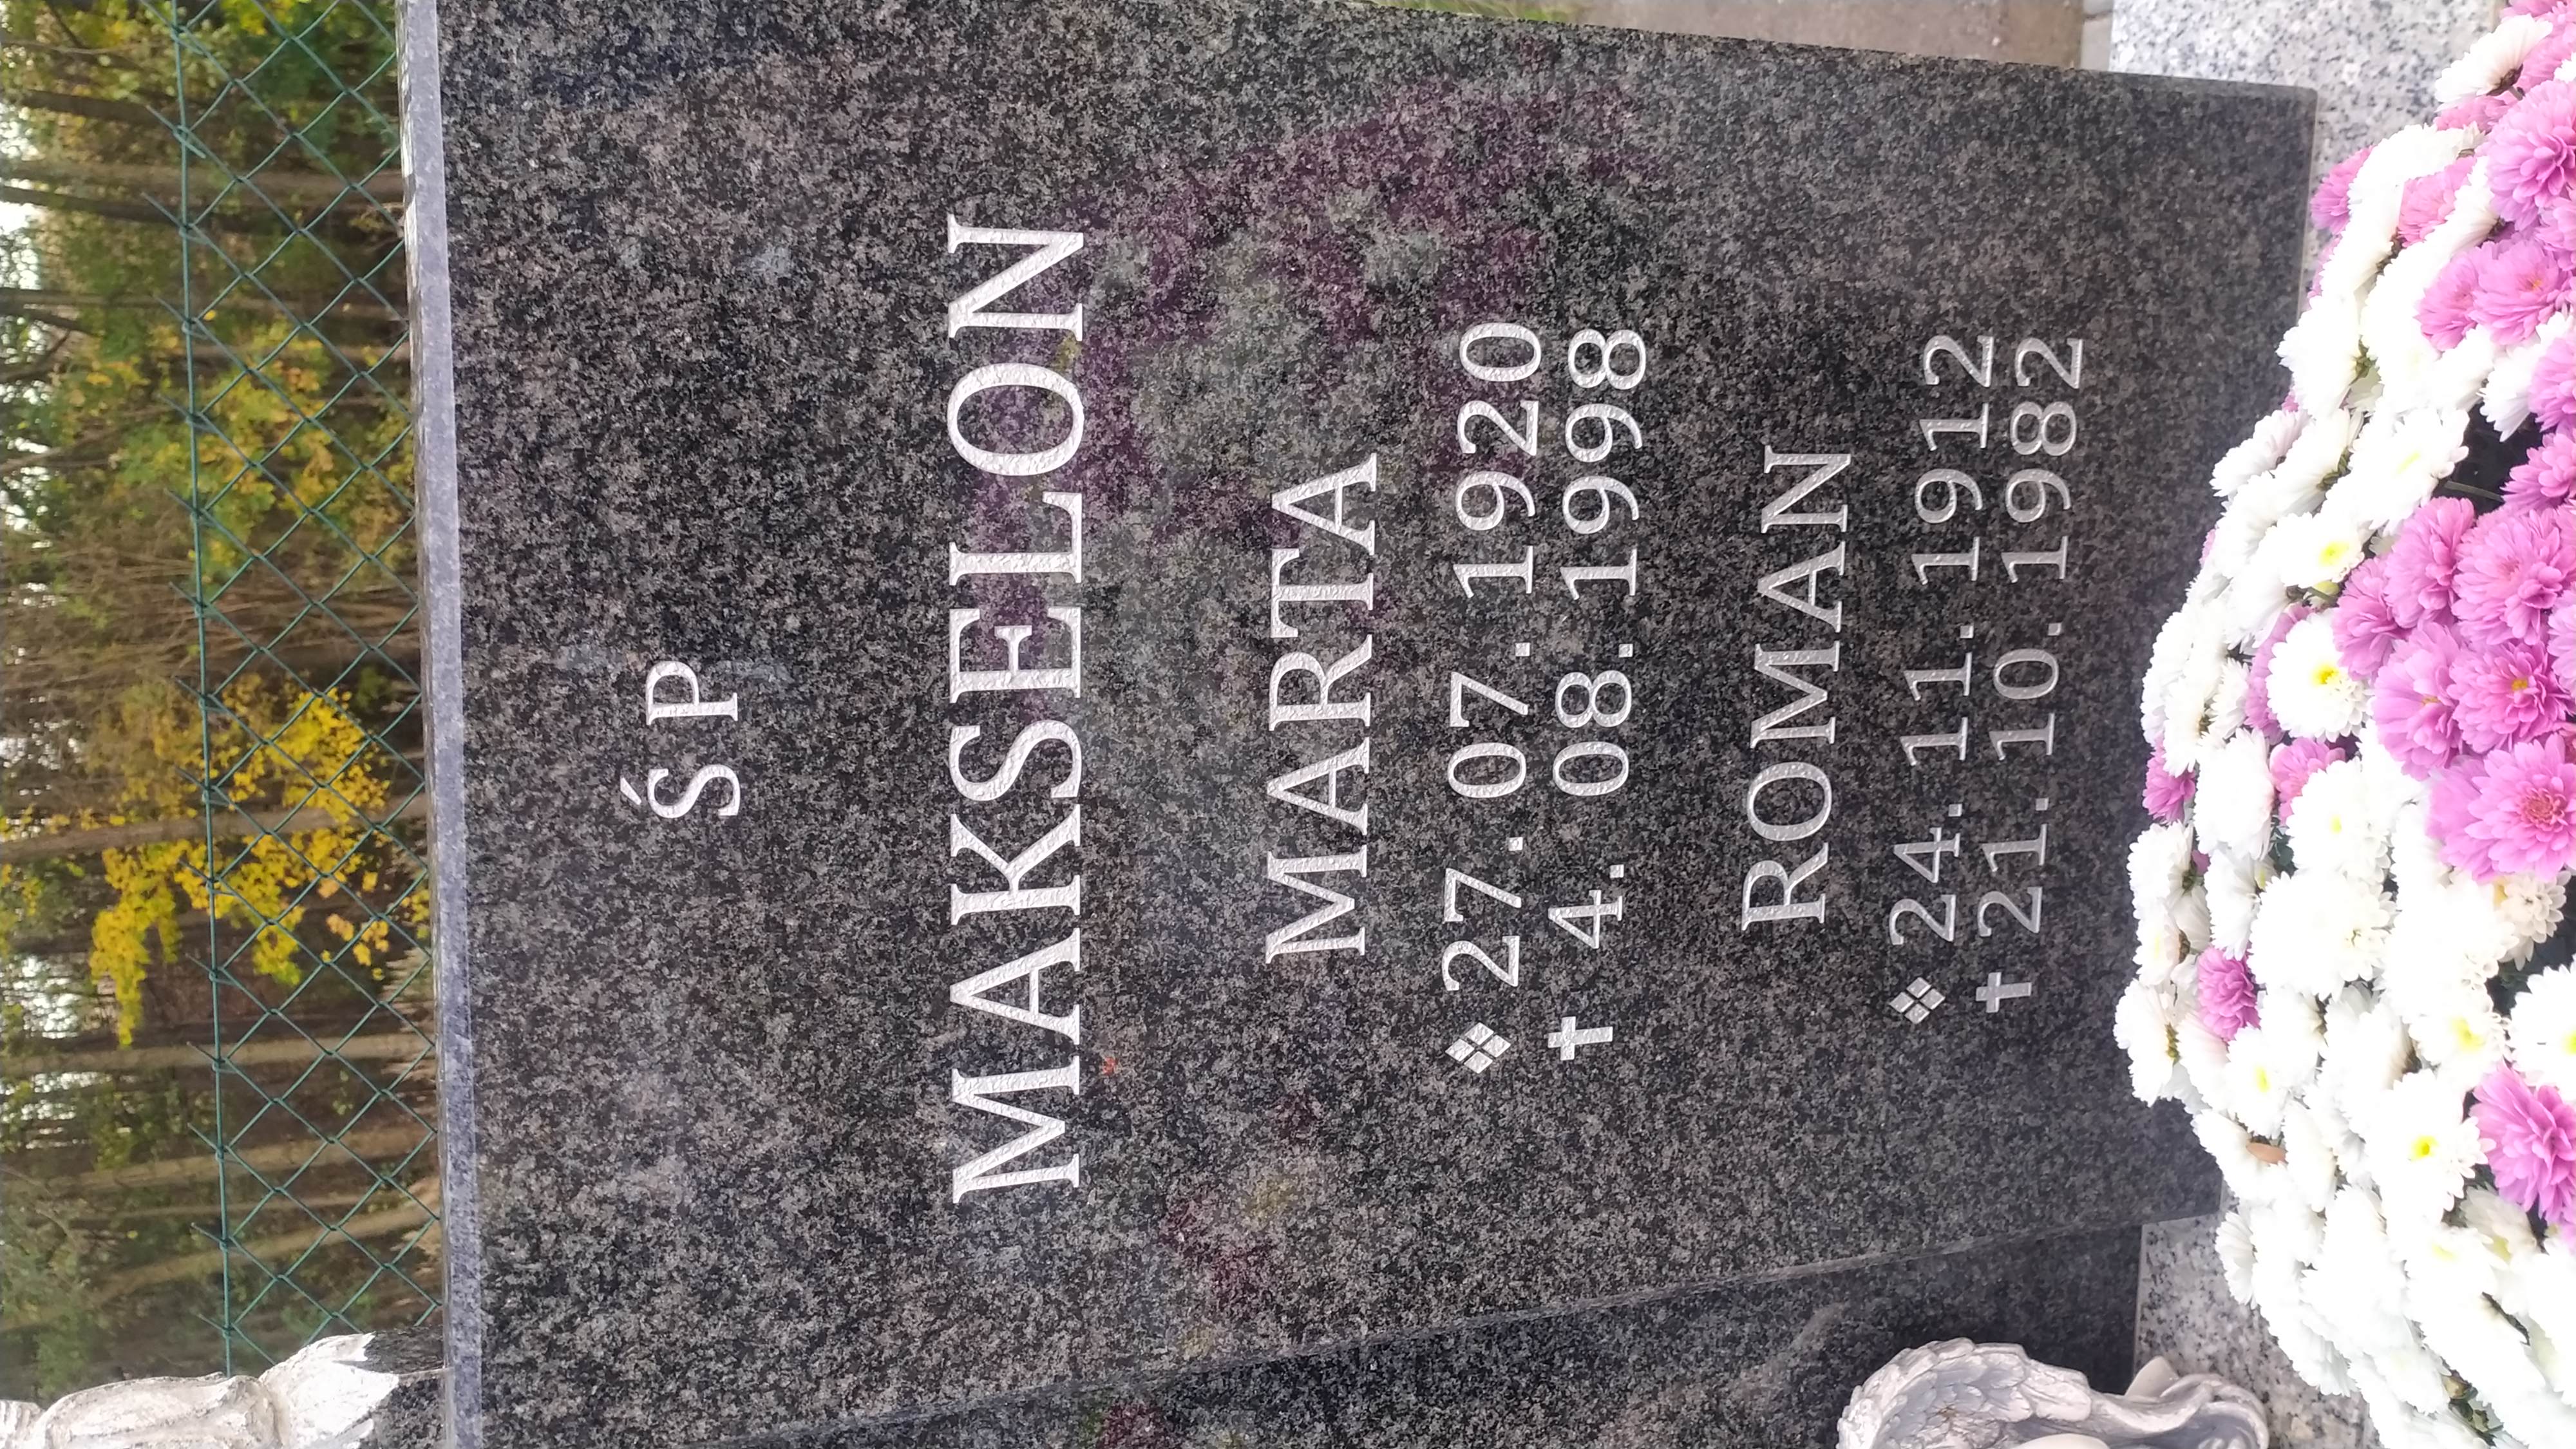 ŚP
MAKSELON
MARTA
❖ 27.07.1920
✝ 4.08.1998
ROMAN
❖ 24.11.1912
✝ 21.10.1982